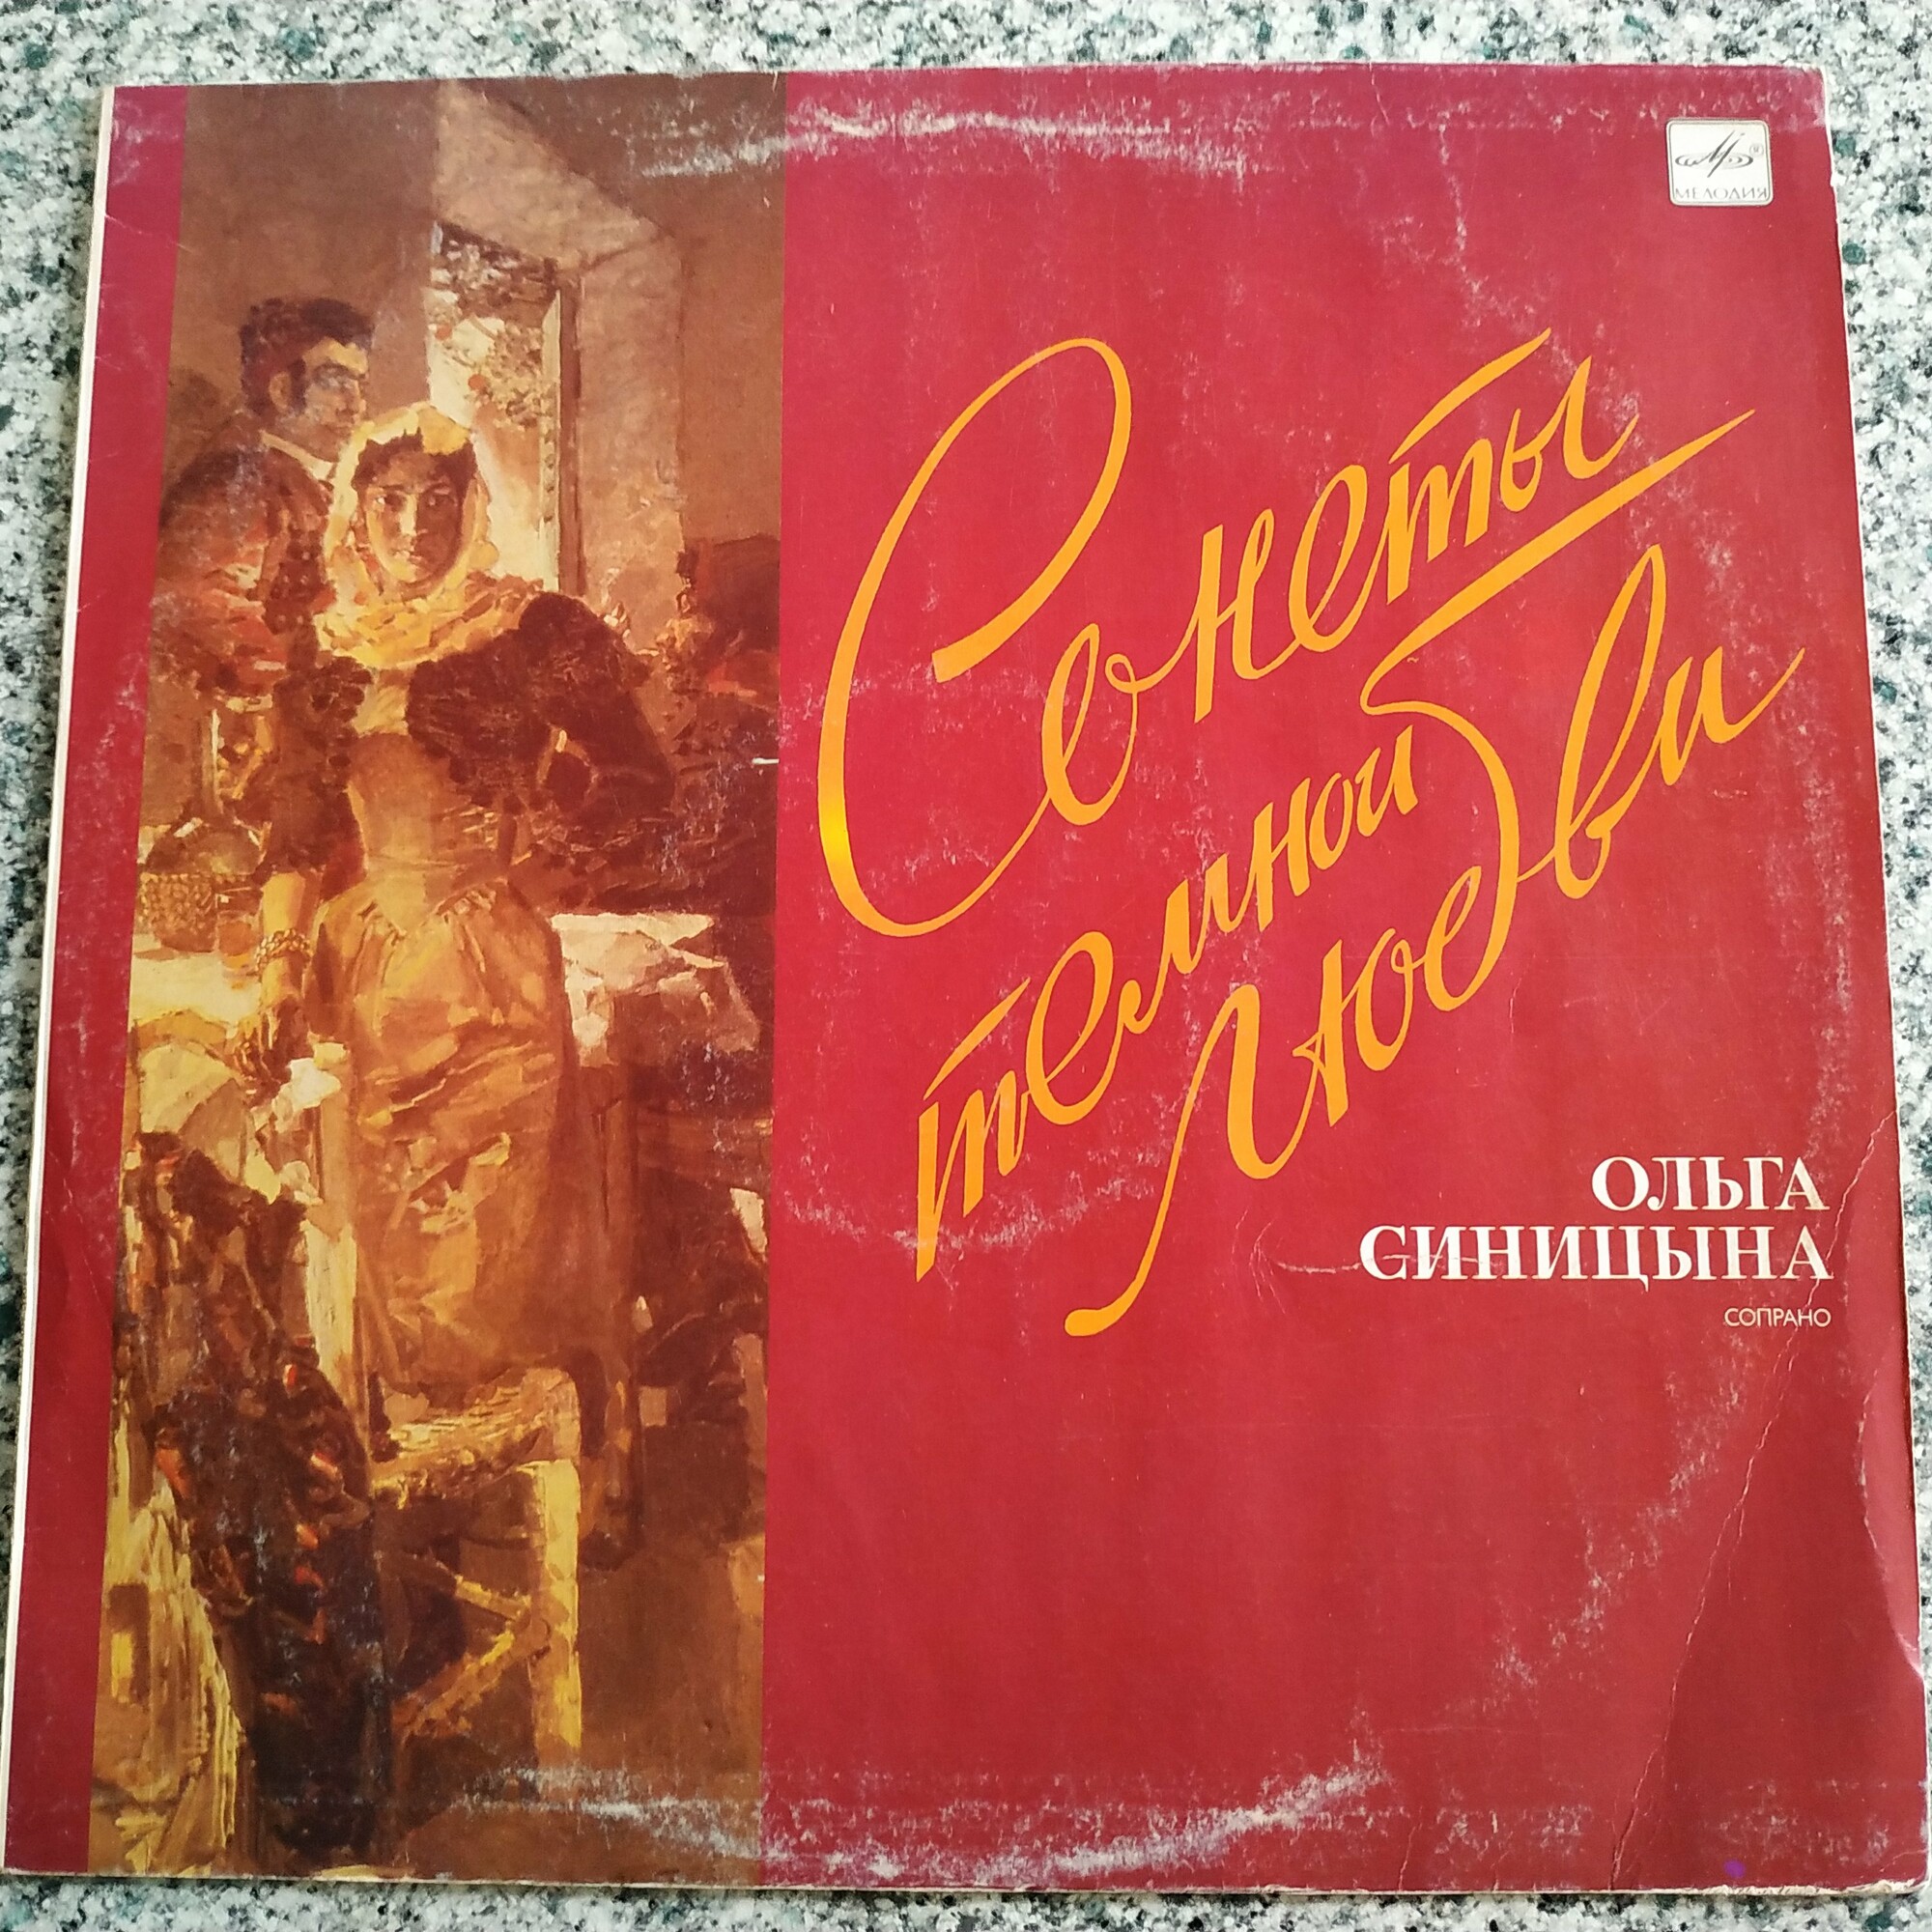 МЕЛОДИЯ
Сонеты
темной
любви
ОЛЬГА
СИНИЦЫНА
СОПРАНО